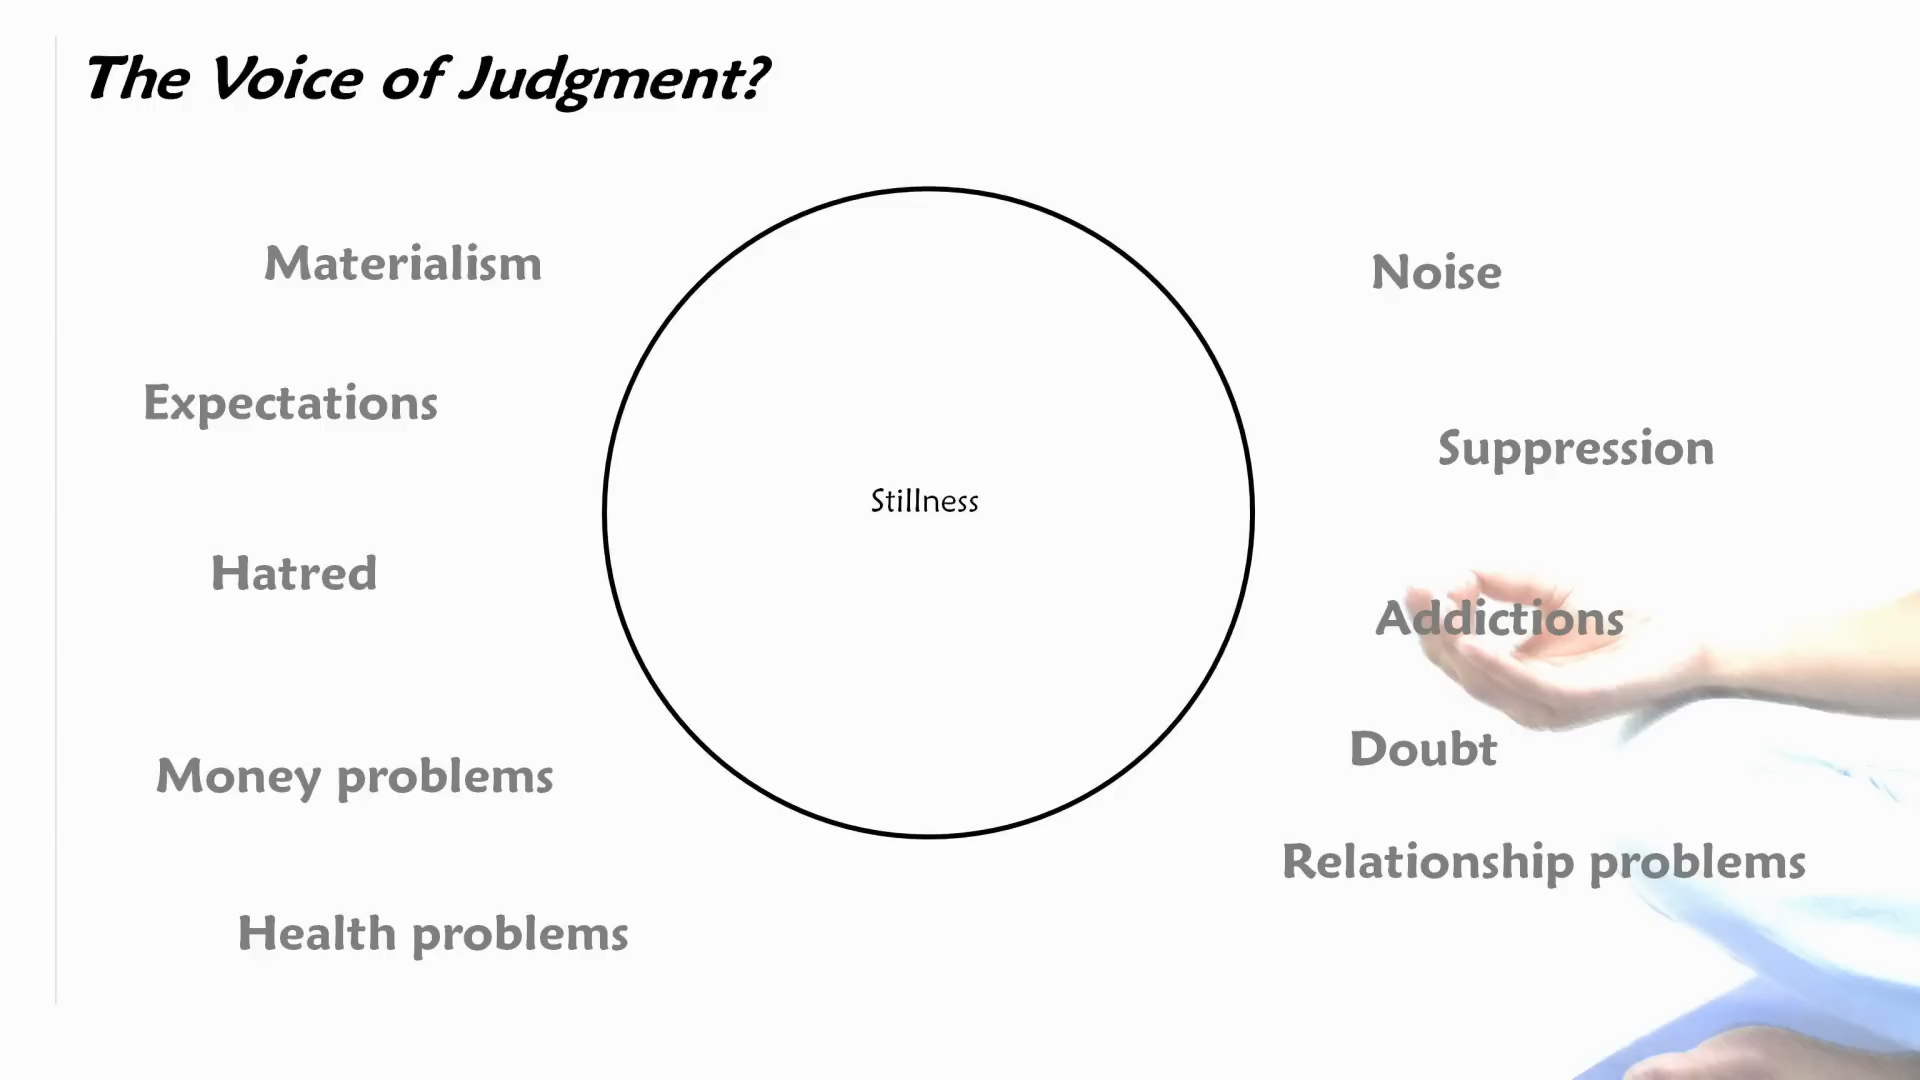 The Voice of Judgment?
Materialism
Noise
Expectations
Suppression
Stillness
Hatred
Addictions
Doubt
Money problems
Relationship problems
Health problems